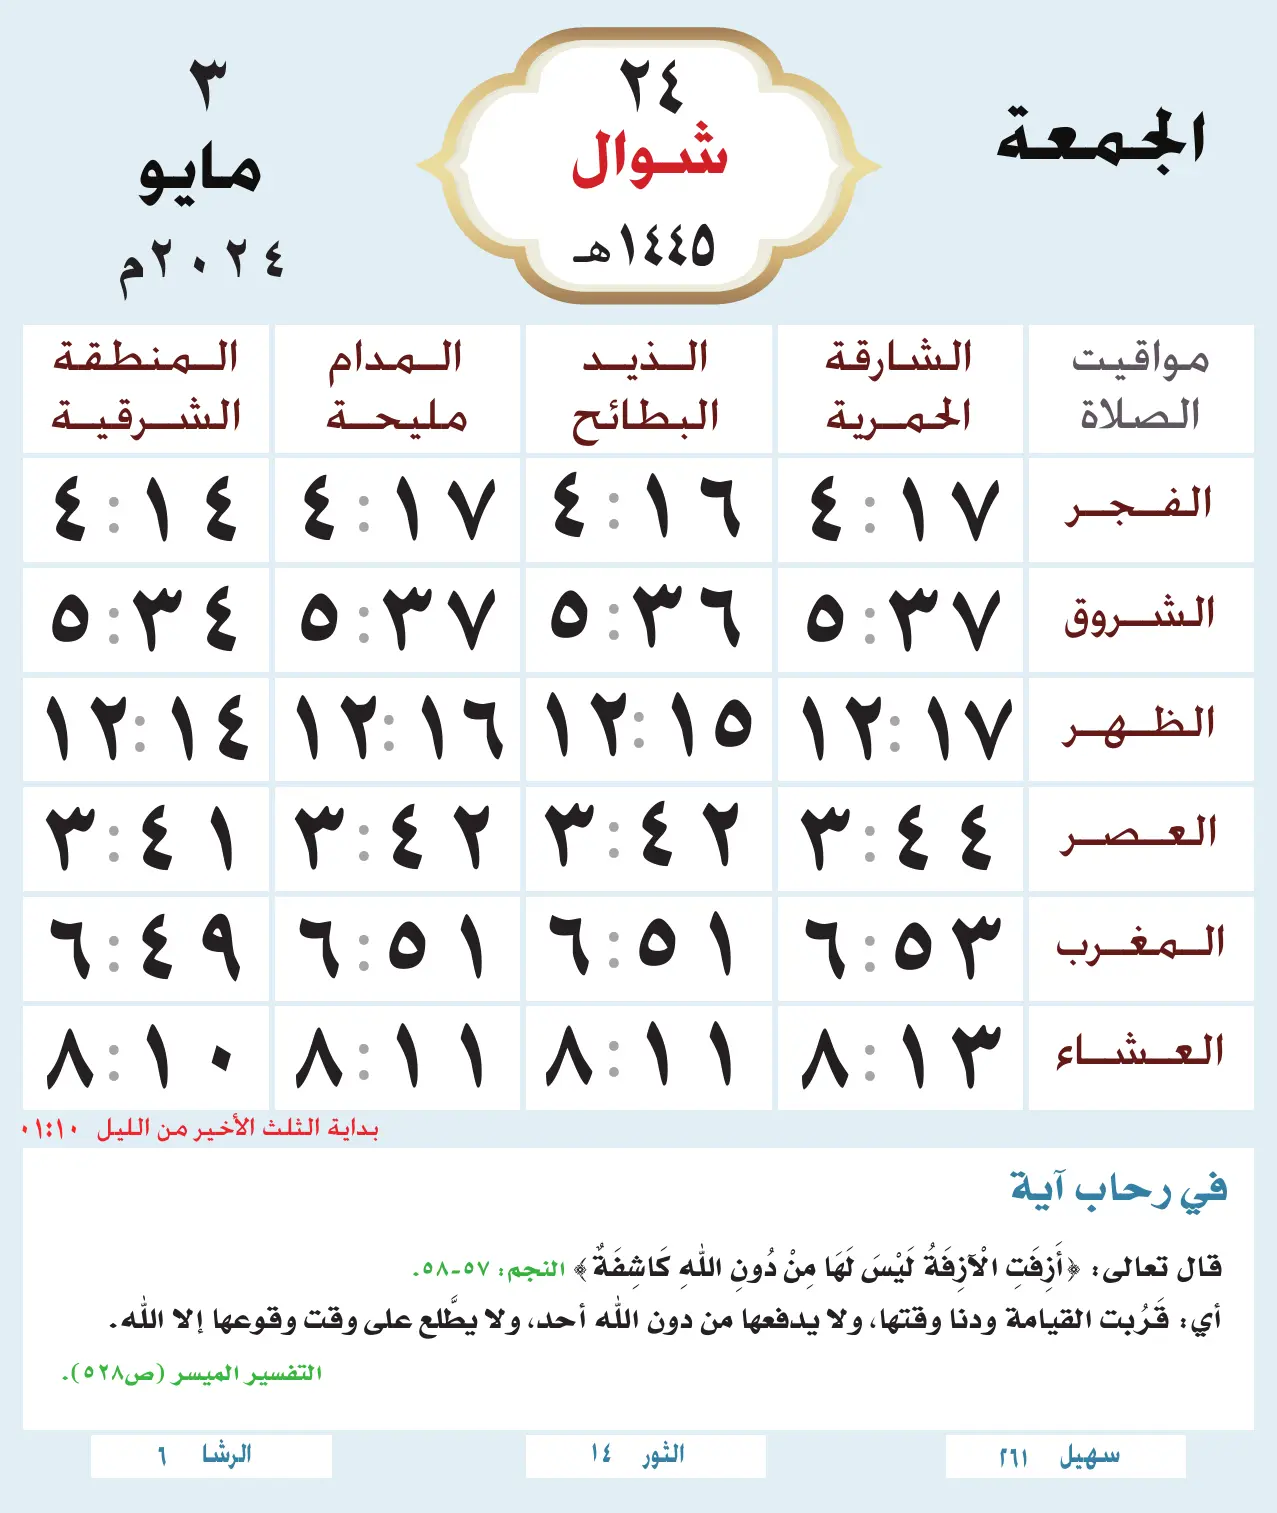 الجمعة
٢٤
شوال
١٤٤٥هـ
٣
مايو
٢٠٢٤م
مواقيت الصلاة | الشارقة الحمرية | الذيد البطائح | المدام مليحة | المنطقة الشرقية
الفجر ٤:١٧ ٤:١٦ ٤:١٧ ٤:١٤
الشروق ٥:٣٧ ٥:٣٦ ٥:٣٧ ٥:٣٤
الظهر ١٢:١٧ ١٢:١٥ ١٢:١٦ ١٢:١٤
العصر ٣:٤٤ ٣:٤٢ ٣:٤٢ ٣:٤١
المغرب ٦:٥٣ ٦:٥١ ٦:٥١ ٦:٤٩
العشاء ٨:١٣ ٨:١١ ٨:١١ ٨:١٠
بداية الثلث الأخير من الليل ٠١:١٠
في رحاب آية
قال تعالى: ﴿أَزِفَتِ الْآزِفَةُ لَيْسَ لَهَا مِنْ دُونِ اللهِ كَاشِفَةٌ﴾ النجم: ٥٧-٥٨.
أي: قَرُبت القيامة ودنا وقتها، ولا يدفعها من دون الله أحد، ولا يطَّلع على وقت وقوعها إلا الله.
التفسير الميسر (ص٥٢٨).
سهيل ٢٦١
الثور ١٤
الرشا ٦